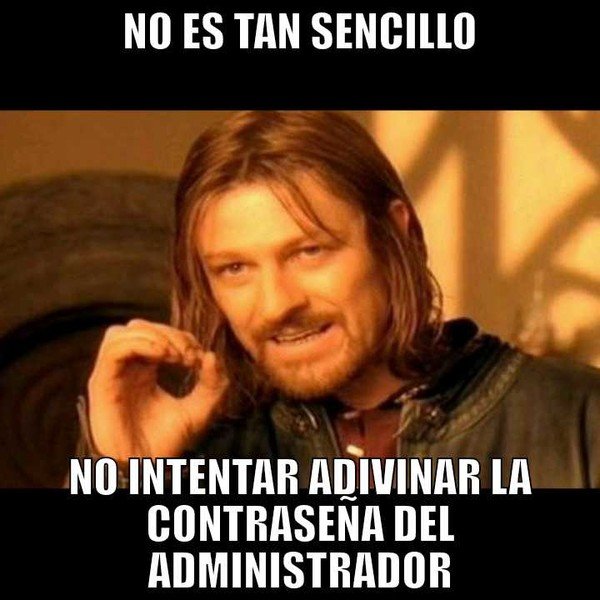 NO ES TAN SENCILLO
NO INTENTAR ADIVINAR LA
CONTRASEÑA DEL
ADMINISTRADOR